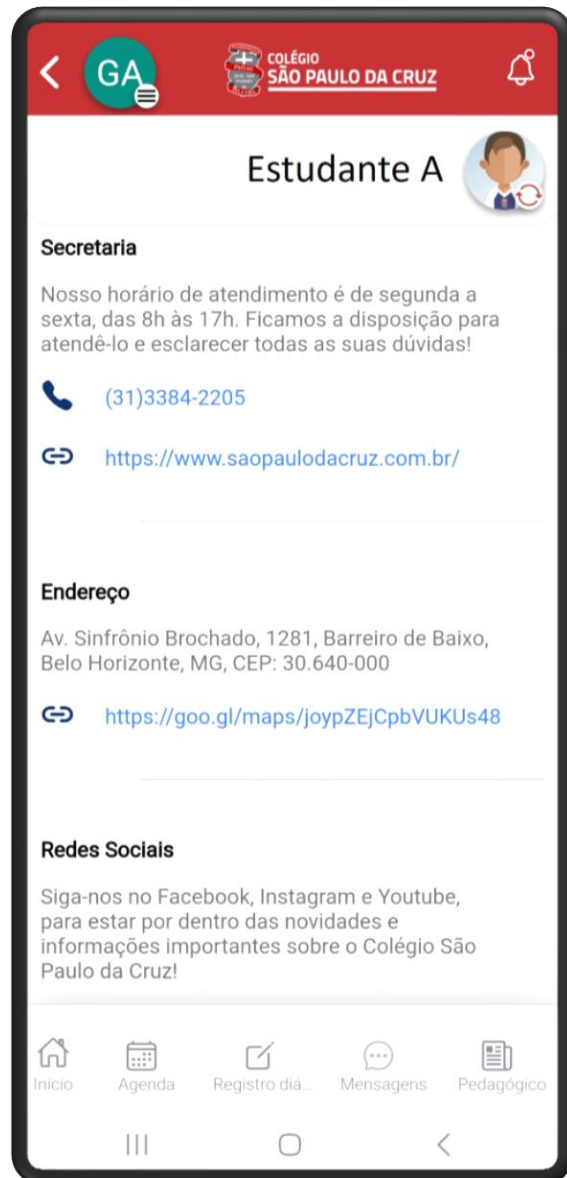 GA
COLÉGIO
SÃO PAULO DA CRUZ
Estudante A
Secretaria
Nosso horário de atendimento é de segunda a
sexta, das 8h às 17h. Ficamos a disposição para
atendê-lo e esclarecer todas as suas dúvidas!
(31)3384-2205
https://www.saopaulodacruz.com.br/
Endereço
Av. Sinfrônio Brochado, 1281, Barreiro de Baixo,
Belo Horizonte, MG, CEP: 30.640-000
https://goo.gl/maps/joypZEjCpbVUKUs48
Redes Sociais
Siga-nos no Facebook, Instagram e Youtube,
para estar por dentro das novidades e
informações importantes sobre o Colégio São
Paulo da Cruz!
Início Agenda Registro diá... Mensagens Pedagógico